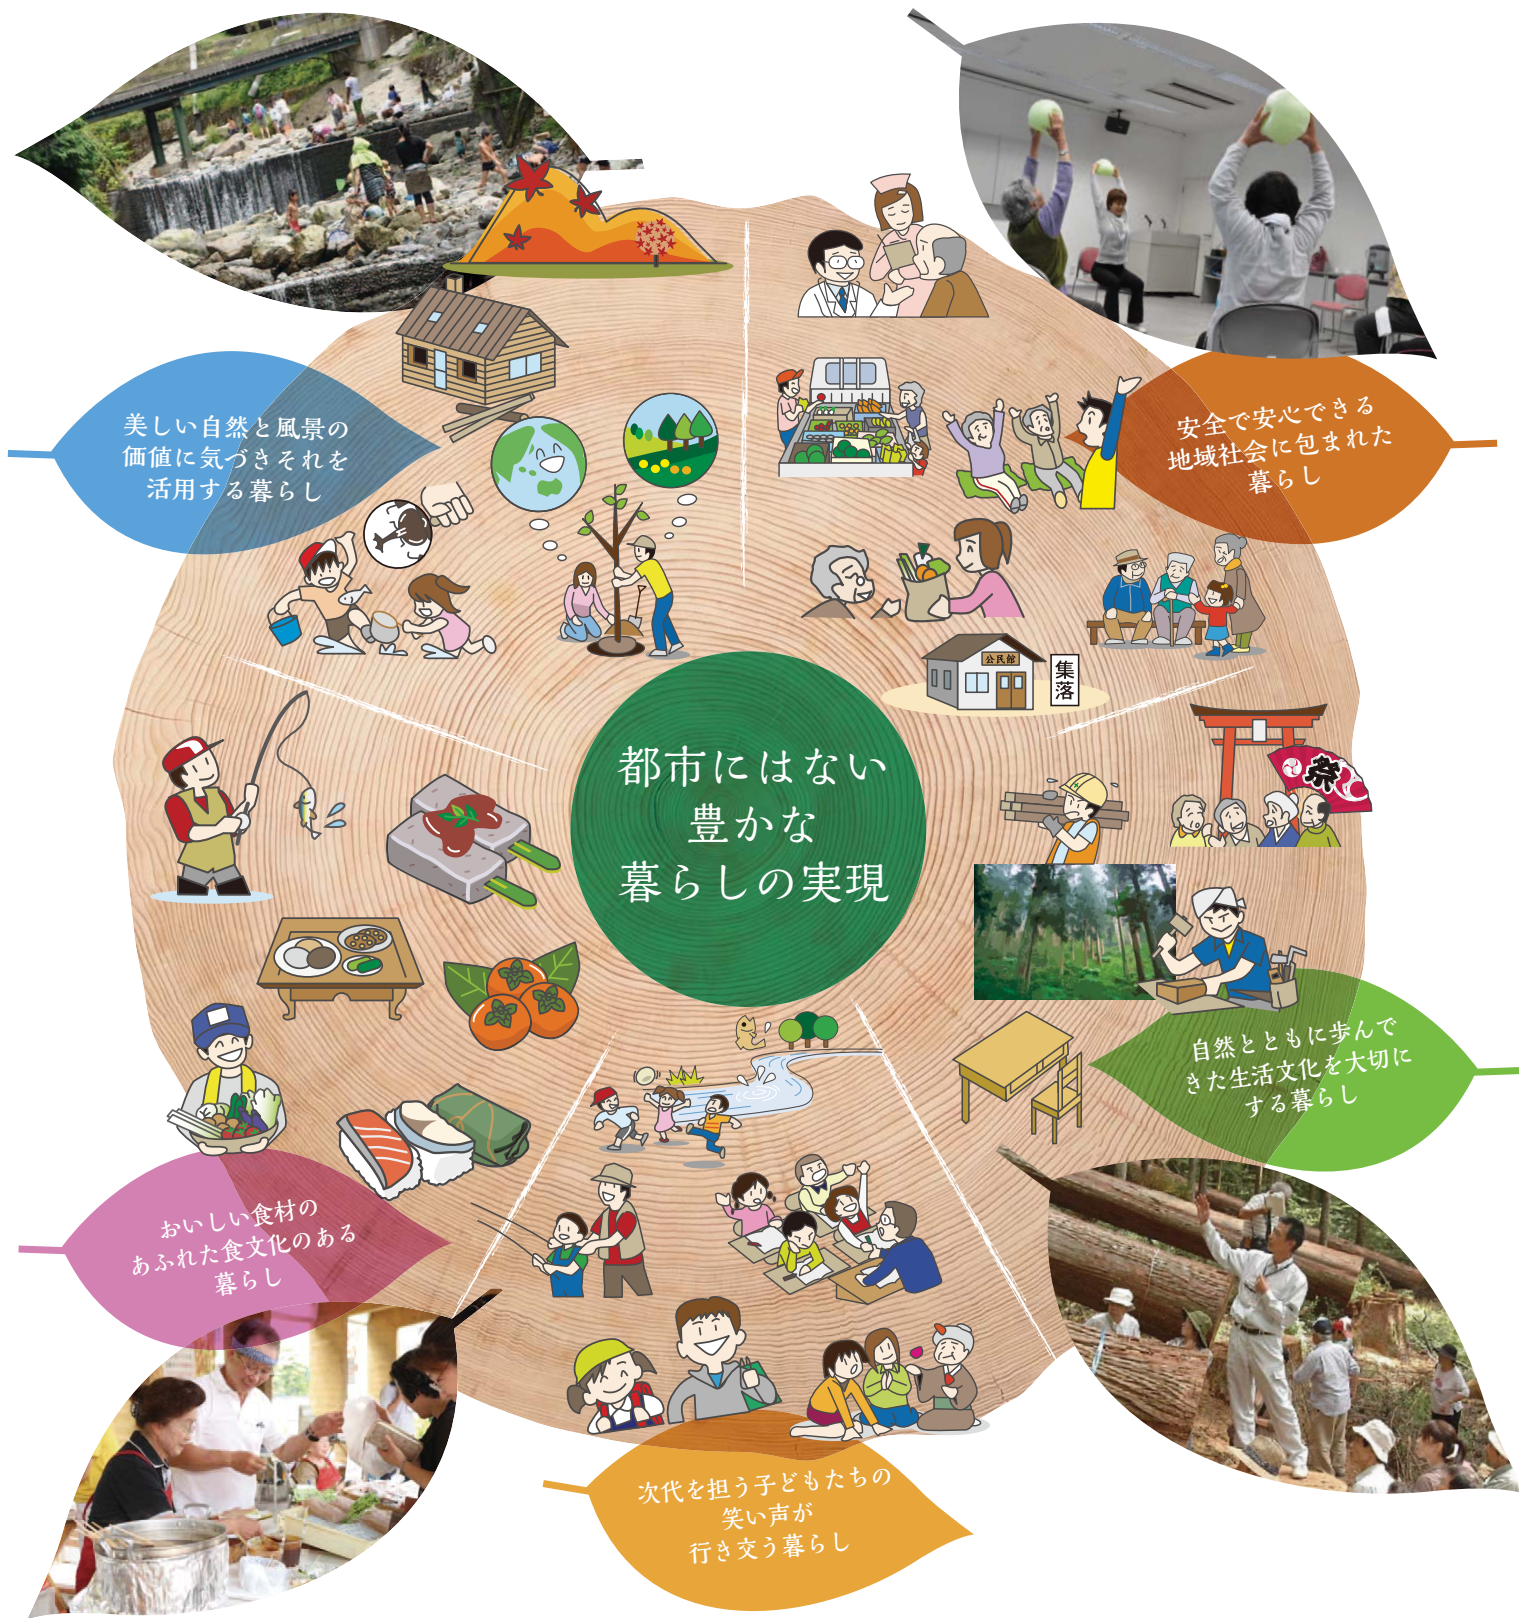 美しい自然と風景の
価値に気づきそれを
活用する暮らし
安全で安心できる
地域社会に包まれた
暮らし
公民館
集落
都市にはない
豊かな
暮らしの実現
祭
自然とともに歩んで
きた生活文化を大切に
する暮らし
おいしい食材の
あふれた食文化のある
暮らし
次代を担う子どもたちの
笑い声が
行き交う暮らし